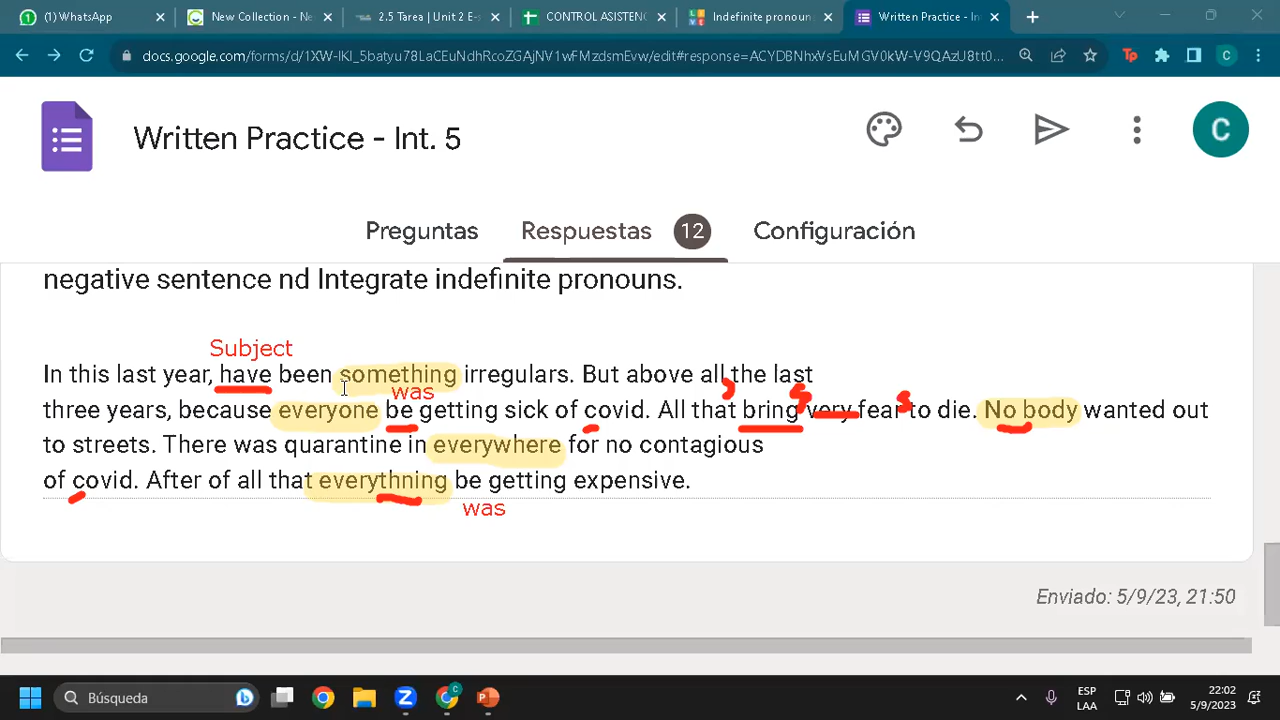 (1) WhatsApp
New Collection - Ne
2.5 Tarea | Unit 2 E-s
CONTROL ASISTENC
Indefinite pronoun
Written Practice - In
docs.google.com/forms/d/1XW-IKI_5batyu78LaCEuNdhRcoZGAjNV1wFMzdsmEvw/edit#response=ACYDBNhxVsEuMGV0kW-V9QAzU8tt0...
Written Practice - Int. 5
C
Preguntas Respuestas 12 Configuración
negative sentence nd Integrate indefinite pronouns.
Subject
In this last year, have been something irregulars. But above all the last
was
three years, because everyone be getting sick of covid. All that bring very fear to die. No body wanted out
to streets. There was quarantine in everywhere for no contagious
of covid. After of all that everythning be getting expensive.
was
Enviado: 5/9/23, 21:50
Búsqueda
ESP
LAA
22:02
5/9/2023